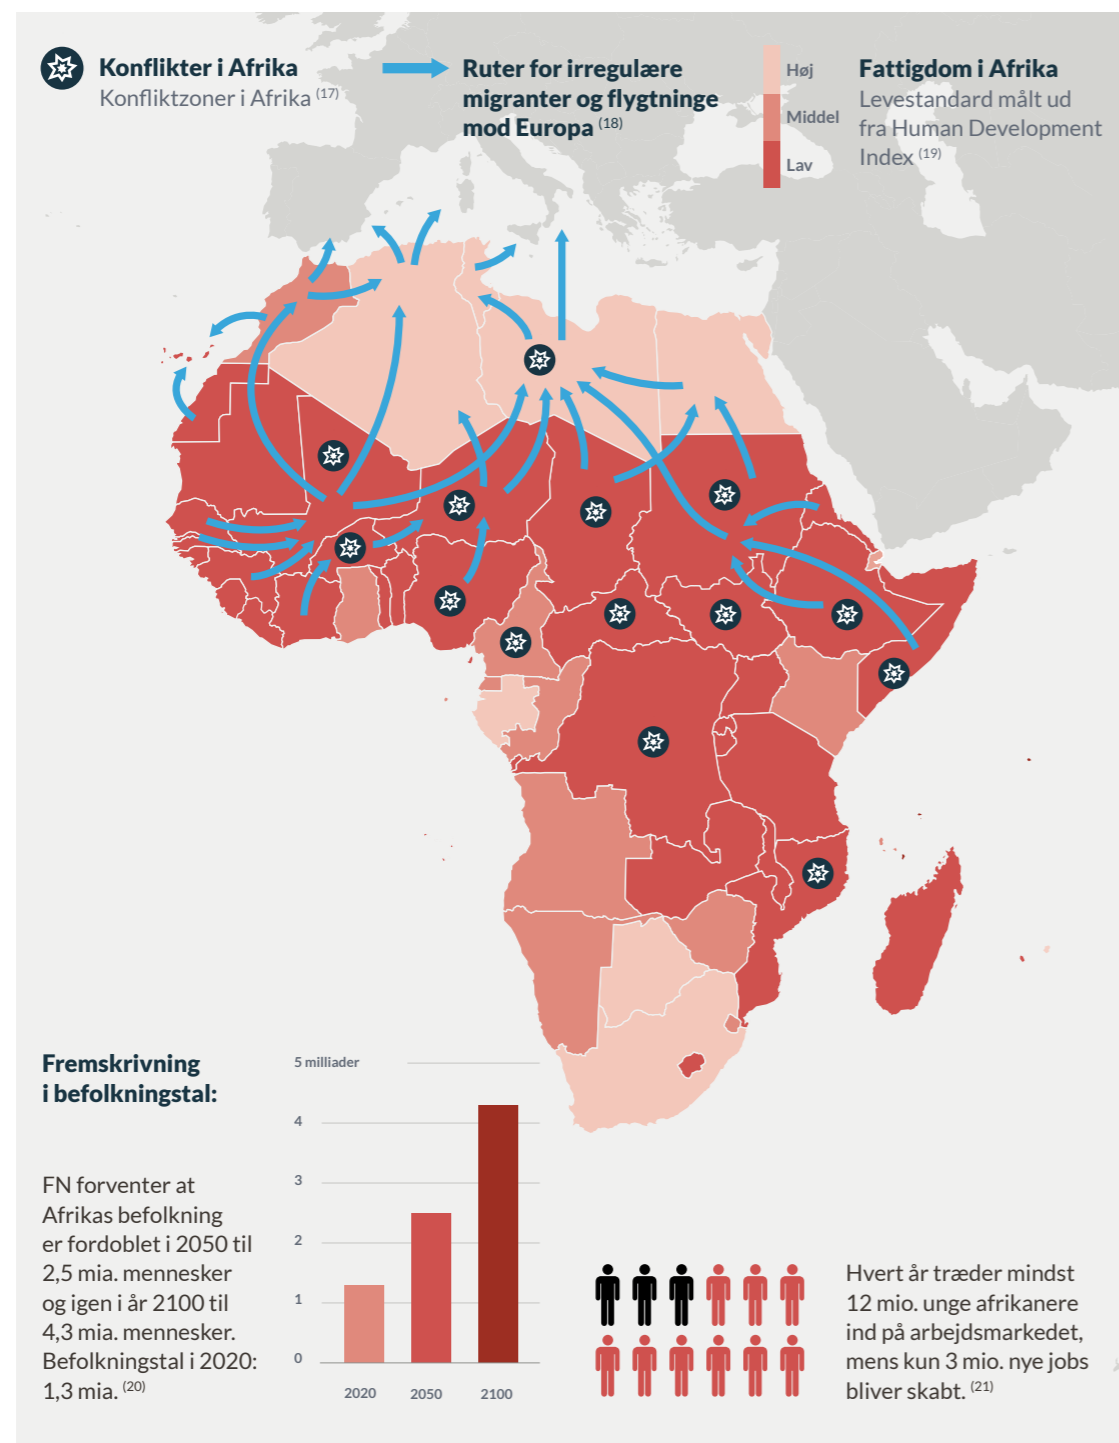 Konflikter i Afrika
Konfliktzoner i Afrika (17)
Ruter for irregulære
migranter og flygtninge
mod Europa (18)
Høj
Middel
Lav
Fattigdom i Afrika
Levestandard målt ud
fra Human Development
Index (19)
Fremskrivning
i befolkningstal:
FN forventer at
Afrikas befolkning
er fordoblet i 2050 til
2,5 mia. mennesker
og igen i år 2100 til
4,3 mia. mennesker.
Befolkningstal i 2020:
1,3 mia. (20)
5 milliader
4
3
2
1
0
2020 2050 2100
Hvert år træder mindst
12 mio. unge afrikanere
ind på arbejdsmarkedet,
mens kun 3 mio. nye jobs
bliver skabt. (21)